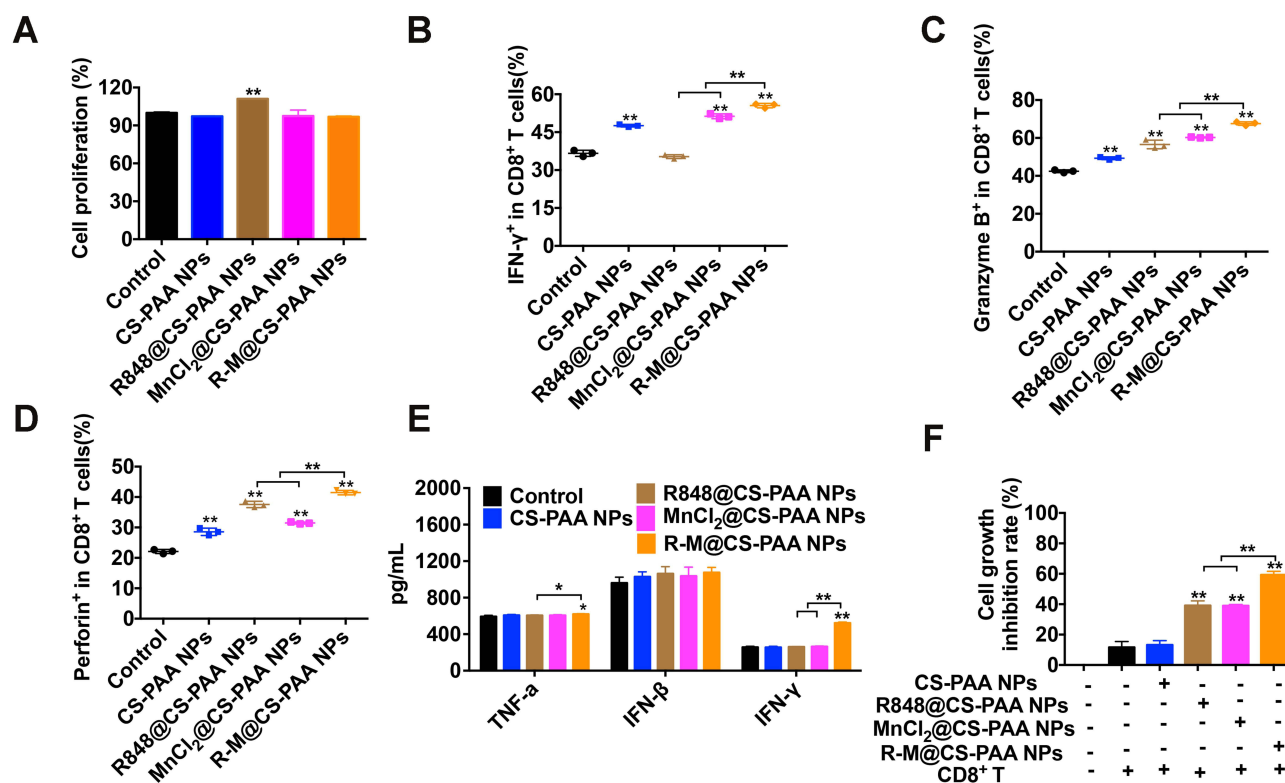 A
Cell proliferation (%)
120
90
60
30
0
**
Control
CS-PAA NPs
R848@CS-PAA NPs
MnCl₂@CS-PAA NPs
R-M@CS-PAA NPs
B
IFN-γ⁺ in CD8⁺ T cells(%)
60
45
30
15
0
**
**
**
**
Control
CS-PAA NPs
R848@CS-PAA NPs
MnCl₂@CS-PAA NPs
R-M@CS-PAA NPs
C
Granzyme B⁺ in CD8⁺ T cells(%)
80
60
40
20
0
**
**
**
**
**
Control
CS-PAA NPs
R848@CS-PAA NPs
MnCl₂@CS-PAA NPs
R-M@CS-PAA NPs
D
Perforin⁺ in CD8⁺ T cells(%)
50
40
30
20
10
0
**
**
**
**
**
Control
CS-PAA NPs
R848@CS-PAA NPs
MnCl₂@CS-PAA NPs
R-M@CS-PAA NPs
E
pg/mL
2000
1600
1200
800
400
0
Control
CS-PAA NPs
R848@CS-PAA NPs
MnCl₂@CS-PAA NPs
R-M@CS-PAA NPs
*
*
**
**
TNF-a
IFN-β
IFN-γ
F
Cell growth
inhibition rate (%)
100
80
60
40
20
0
**
**
**
**
CS-PAA NPs - - + - - -
R848@CS-PAA NPs - - - + - -
MnCl₂@CS-PAA NPs - - - - + -
R-M@CS-PAA NPs - - - - - +
CD8⁺ T - + + + + +